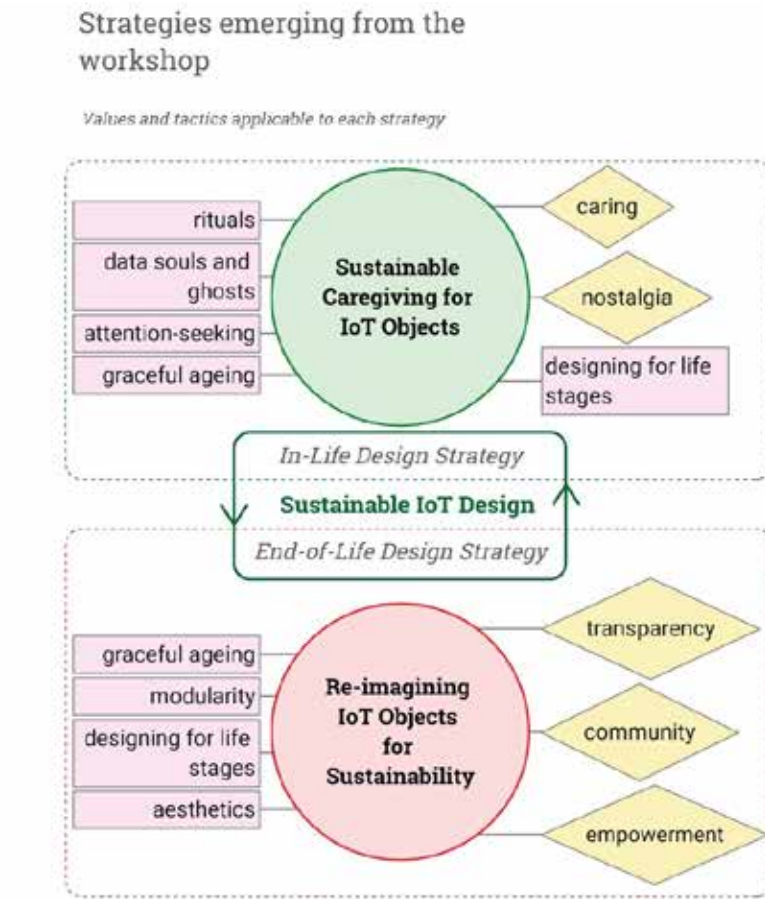 Strategies emerging from the
workshop
Values and tactics applicable to each strategy
rituals
data souls and
ghosts
attention-seeking
graceful ageing
Sustainable
Caregiving for
IoT Objects
caring
nostalgia
designing for life
stages
In-Life Design Strategy
Sustainable IoT Design
End-of-Life Design Strategy
graceful ageing
modularity
designing for life
stages
aesthetics
Re-imagining
IoT Objects
for
Sustainability
transparency
community
empowerment